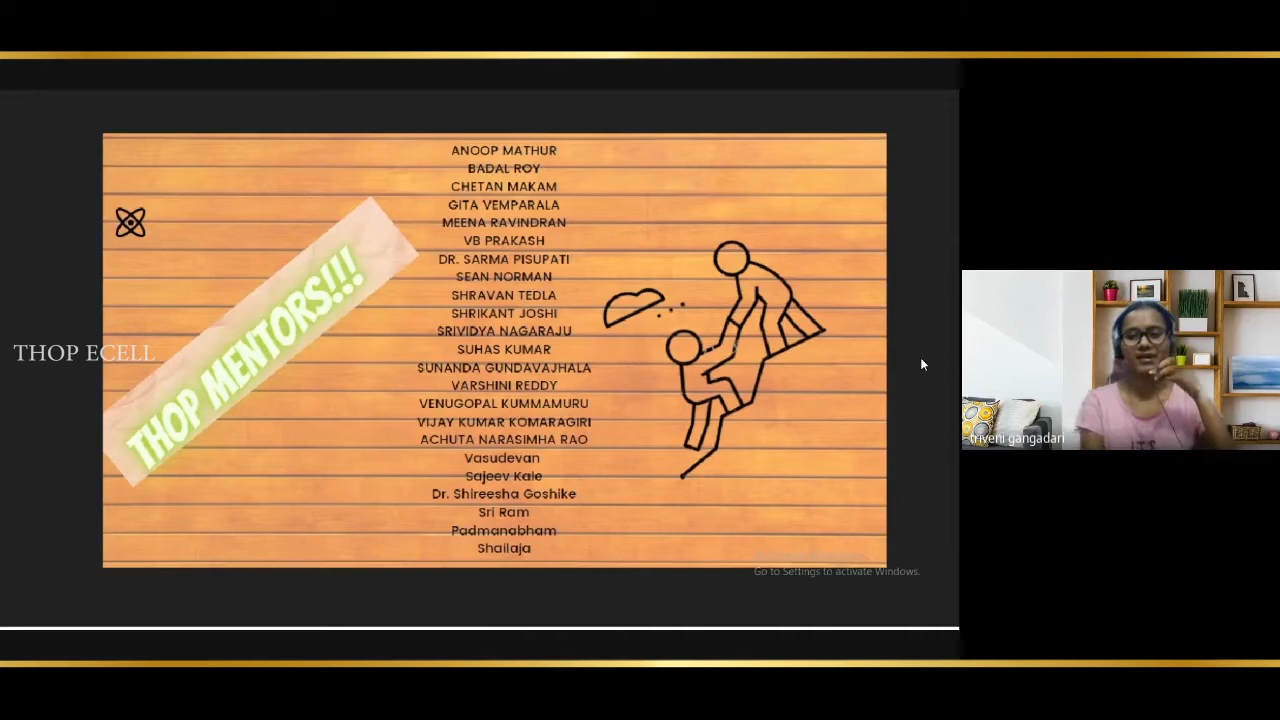 ANOOP MATHUR
BADAL ROY
CHETAN MAKAM
GITA VEMPARALA
MEENA RAVINDRAN
VB PRAKASH
DR. SARMA PISUPATI
SEAN NORMAN
SHRAVAN TEDLA
SHRIKANT JOSHI
SRIVIDYA NAGARAJU
SUHAS KUMAR
SUNANDA GUNDAVAJHALA
VARSHINI REDDY
VENUGOPAL KUMMAMURU
VIJAY KUMAR KOMARAGIRI
ACHUTA NARASIMHA RAO
Vasudevan
Sajeev Kale
Dr. Shireesha Goshike
Sri Ram
Padmanabham
Shailaja
THOP MENTORS!!!
THOP ECELL
Go to Settings to activate Windows.
triveni gangadari
IT'S